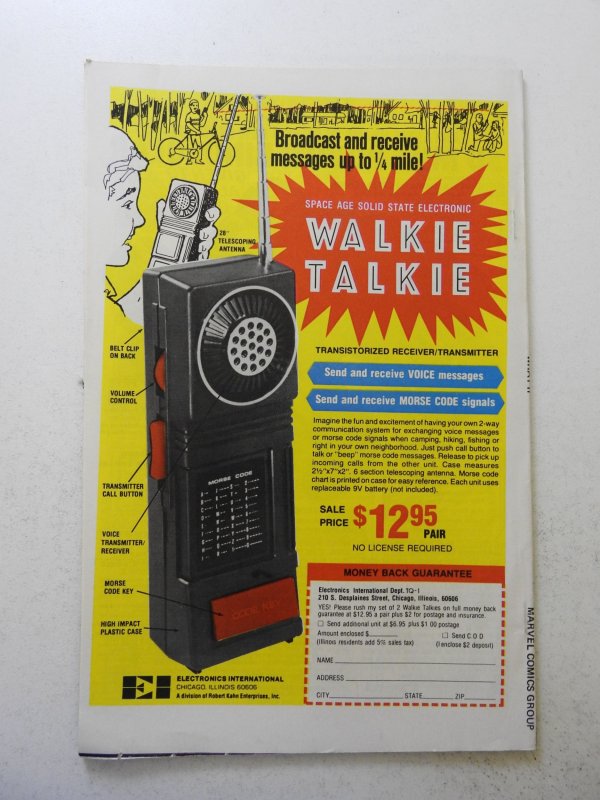 Broadcast and receive
messages up to 1/4 mile!
SPACE AGE SOLID STATE ELECTRONIC
WALKIE
TALKIE
28"
TELESCOPING
ANTENNA
BELT CLIP
ON BACK
VOLUME
CONTROL
TRANSMITTER
CALL BUTTON
VOICE
TRANSMITTER/
RECEIVER
MORSE
CODE KEY
HIGH IMPACT
PLASTIC CASE
MORSE CODE
CODE KEY
TRANSISTORIZED RECEIVER/TRANSMITTER
Send and receive VOICE messages
Send and receive MORSE CODE signals
Imagine the fun and excitement of having your own 2-way
communication system for exchanging voice messages
or morse code signals when camping, hiking, fishing or
right in your own neighborhood. Just push call button to
talk or "beep" morse code messages. Release to pick up
incoming calls from the other unit. Case measures
2½"x7"x2". 6 section telescoping antenna. Morse code
chart is printed on case for easy reference. Each unit uses
replaceable 9V battery (not included).
SALE
PRICE $12.95
PAIR
NO LICENSE REQUIRED
MONEY BACK GUARANTEE
Electronics International Dept. TQ-1
210 S. Desplaines Street, Chicago, Illinois, 60606
YES! Please rush my set of 2 Walkie Talkies on full money back
guarantee at $12.95 a pair plus $2 for postage and insurance.
☐ Send additional unit at $6.95 plus $1.00 postage
Amount enclosed $ ☐ Send C.O.D
(Illinois residents add 5% sales tax) (I enclose $2 deposit)
NAME
ADDRESS
CITY STATE ZIP
EI ELECTRONICS INTERNATIONAL
CHICAGO, ILLINOIS 60606
A division of Robert Kahn Enterprises, Inc.
MARVEL COMICS GROUP